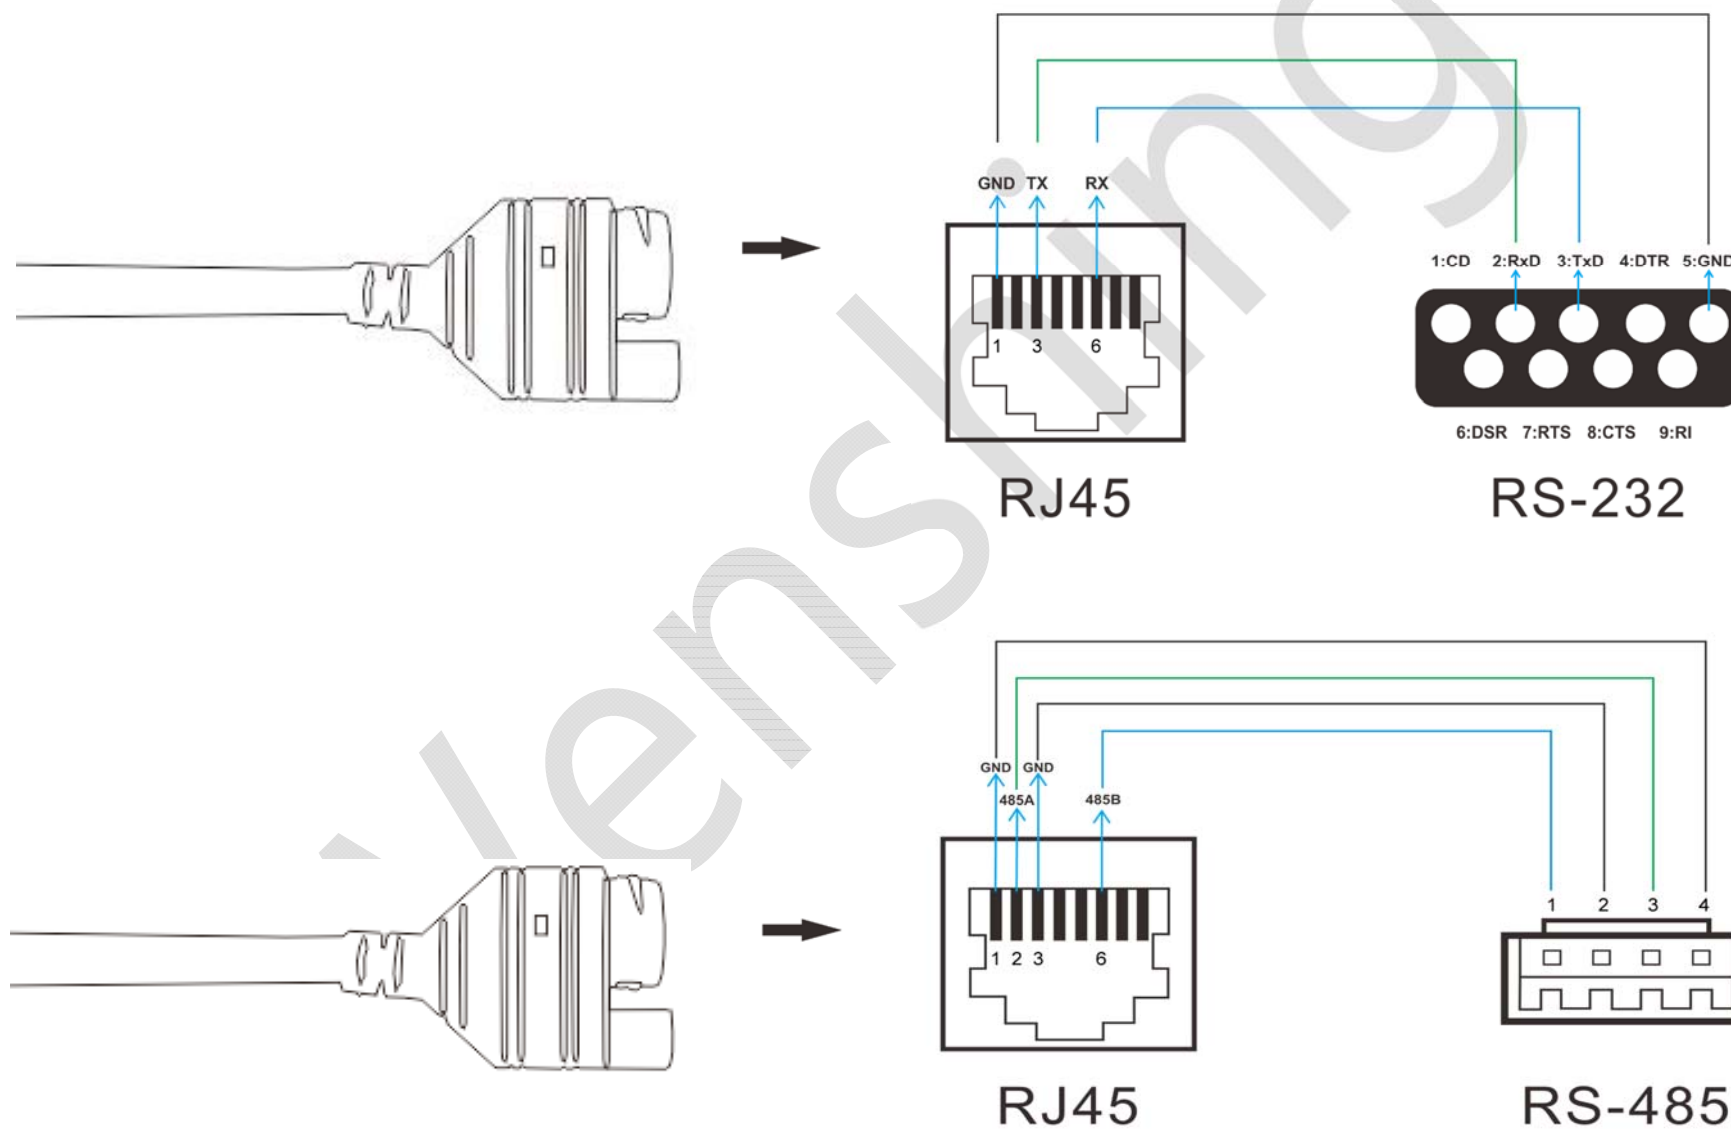 GND TX RX
1:CD 2:RxD 3:TxD 4:DTR 5:GND
1 3 6
6:DSR 7:RTS 8:CTS 9:RI
RJ45 RS-232
GND GND
485A 485B
1 2 3 4
1 2 3 6
RJ45 RS-485
Wenshing